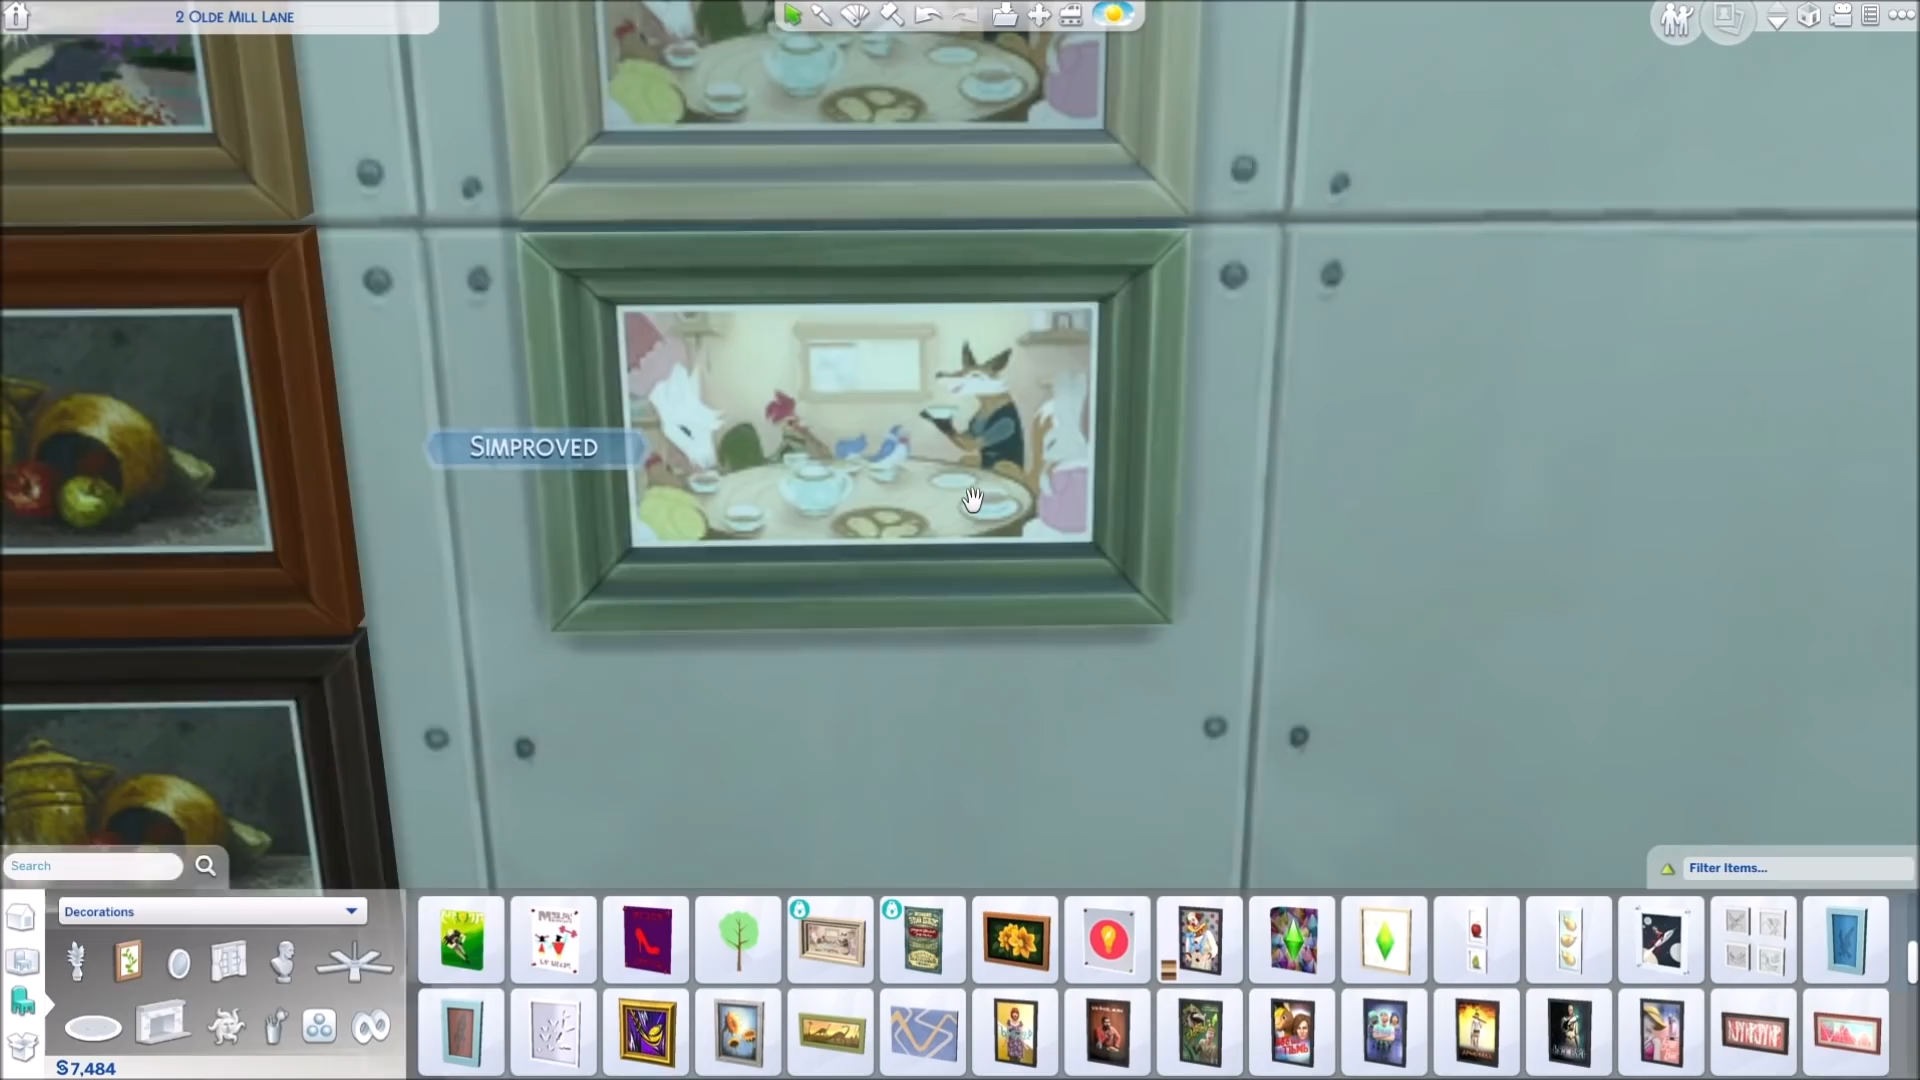 2 OLDE MILL LANE
SIMPROVED
Search
Filter Items...
Decorations
§7,484